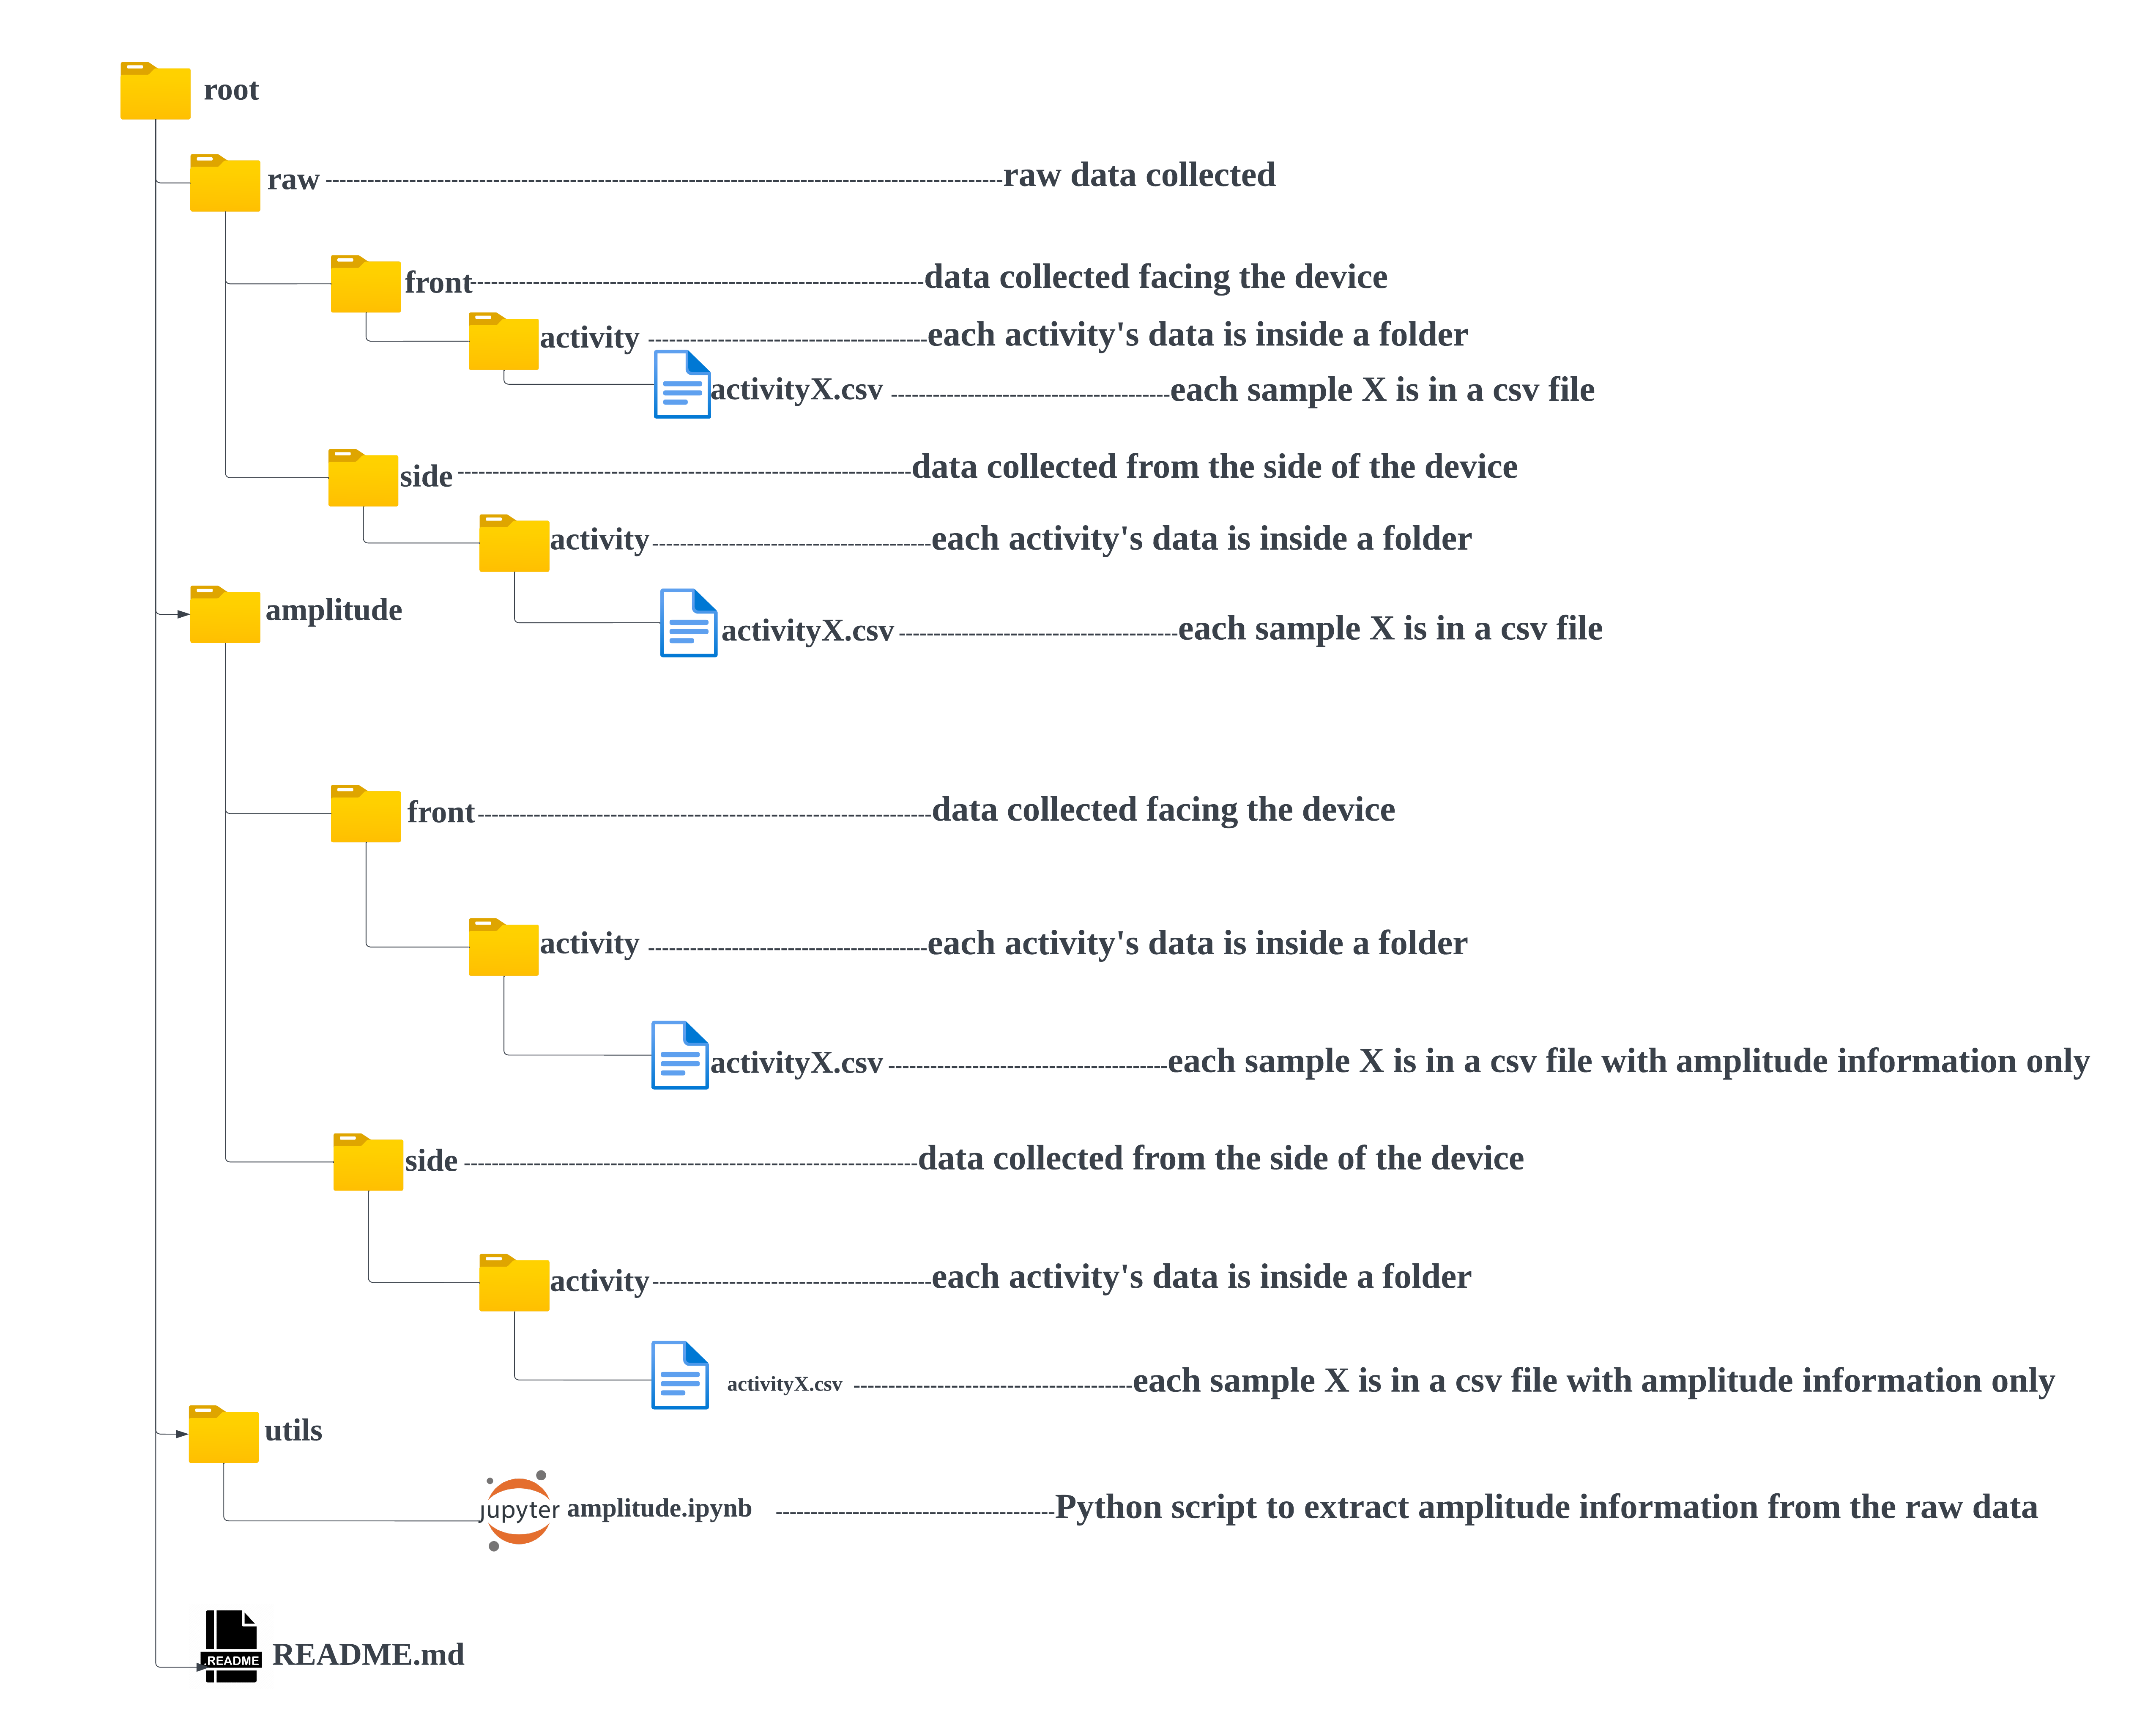 root
raw raw data collected
front data collected facing the device
activity each activity's data is inside a folder
activityX.csv each sample X is in a csv file
side data collected from the side of the device
activity each activity's data is inside a folder
amplitude
activityX.csv each sample X is in a csv file
front data collected facing the device
activity each activity's data is inside a folder
activityX.csv each sample X is in a csv file with amplitude information only
side data collected from the side of the device
activity each activity's data is inside a folder
activityX.csv each sample X is in a csv file with amplitude information only
utils
jupyter amplitude.ipynb Python script to extract amplitude information from the raw data
.README README.md